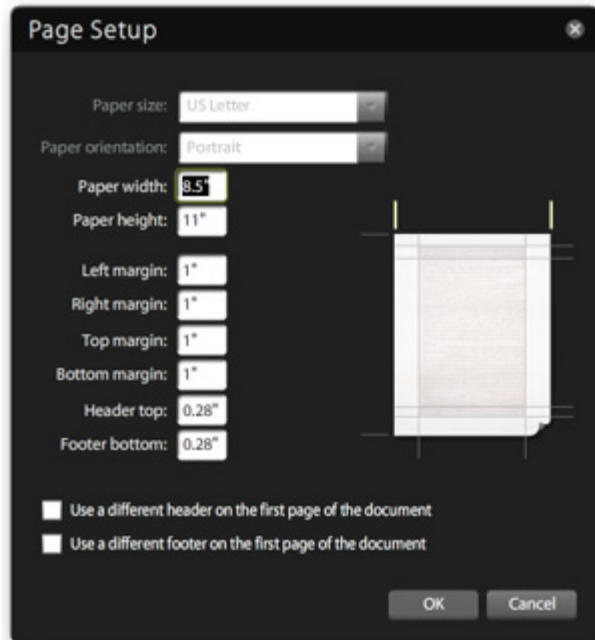 Page Setup
Paper size: US Letter
Paper orientation: Portrait
Paper width: 8.5"
Paper height: 11"
Left margin: 1"
Right margin: 1"
Top margin: 1"
Bottom margin: 1"
Header top: 0.28"
Footer bottom: 0.28"
Use a different header on the first page of the document
Use a different footer on the first page of the document
OK Cancel